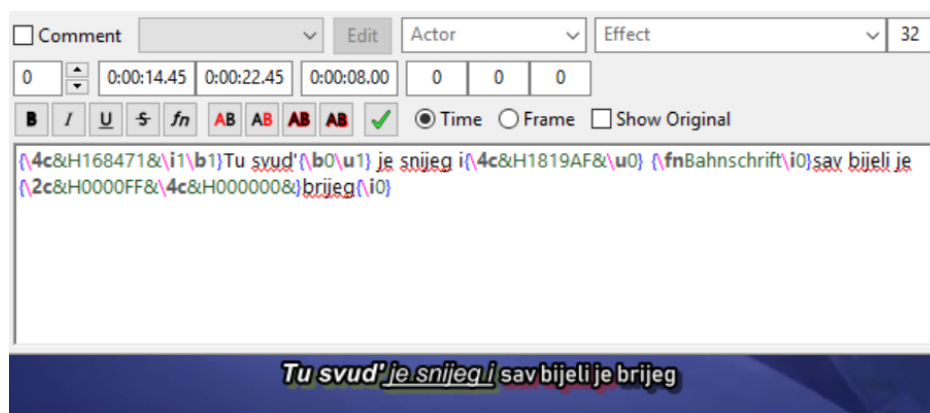 Comment Edit Actor Effect 32
0 0:00:14.45 0:00:22.45 0:00:08.00 0 0 0
B I U S fn AB AB AB AB Time Frame Show Original
{\4c&H168471&\i1\b1}Tu svud'{\b0\u1} je snijeg i{\4c&H1819AF&\u0} {\fnBahnschrift\i0}sav bijeli je
{\2c&H0000FF&\4c&H000000&}brijeg{\i0}
Tu svud' je snijeg i sav bijeli je brijeg